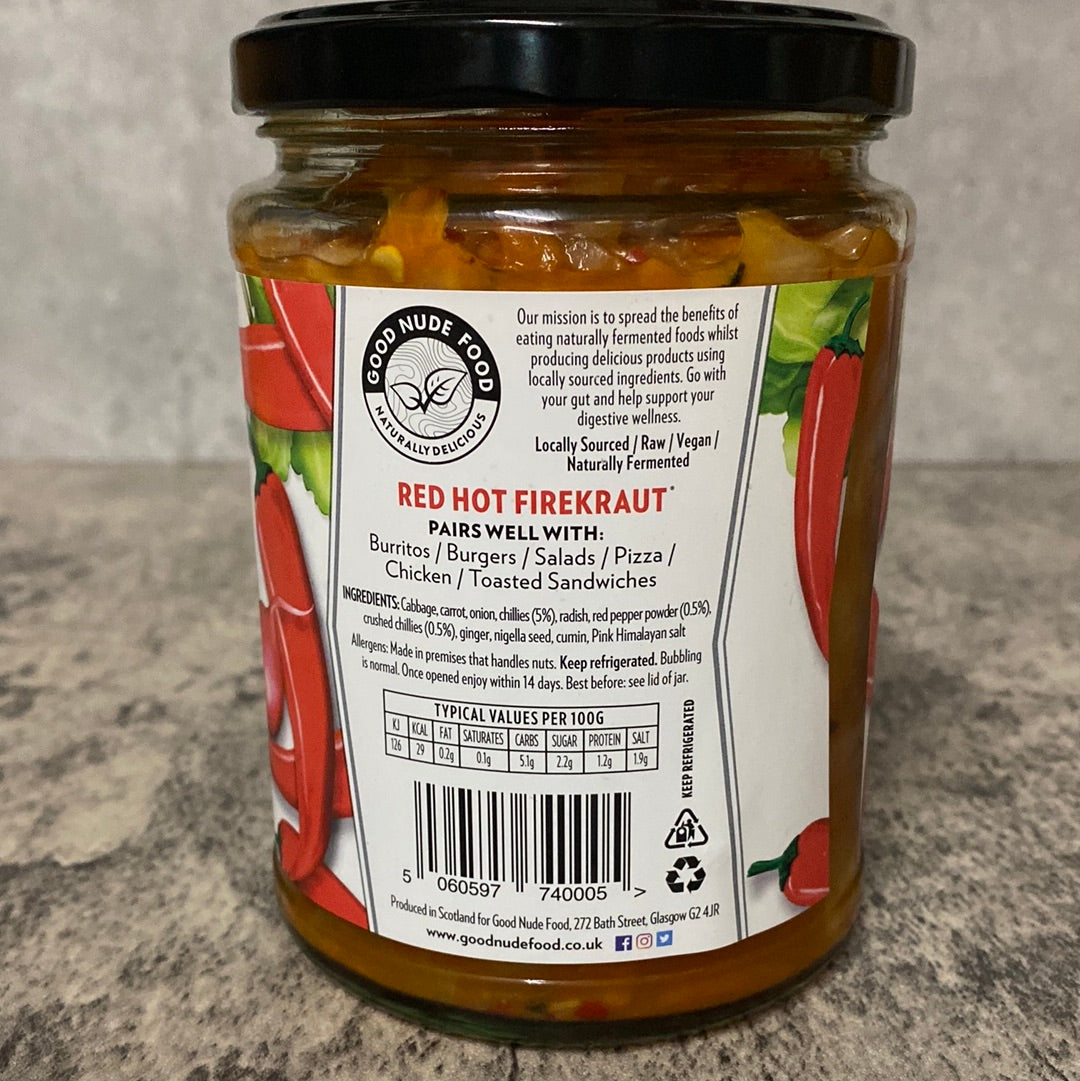 GOOD NUDE FOOD
NATURALLY DELICIOUS
Our mission is to spread the benefits of
eating naturally fermented foods whilst
producing delicious products using
locally sourced ingredients. Go with
your gut and help support your
digestive wellness.
Locally Sourced / Raw / Vegan /
Naturally Fermented
RED HOT FIREKRAUT*
PAIRS WELL WITH:
Burritos / Burgers / Salads / Pizza /
Chicken / Toasted Sandwiches
INGREDIENTS: Cabbage, carrot, onion, chillies (5%), radish, red pepper powder (0.5%),
crushed chillies (0.5%), ginger, nigella seed, cumin, Pink Himalayan salt
Allergens: Made in premises that handles nuts. Keep refrigerated. Bubbling
is normal. Once opened enjoy within 14 days. Best before: see lid of jar.
TYPICAL VALUES PER 100G
KJ KCAL FAT SATURATES CARBS SUGAR PROTEIN SALT
126 29 0.2g 0.1g 5.1g 2.2g 1.2g 1.9g
KEEP REFRIGERATED
5 060597 740005 >
Produced in Scotland for Good Nude Food, 272 Bath Street, Glasgow G2 4JR
www.goodnudefood.co.uk